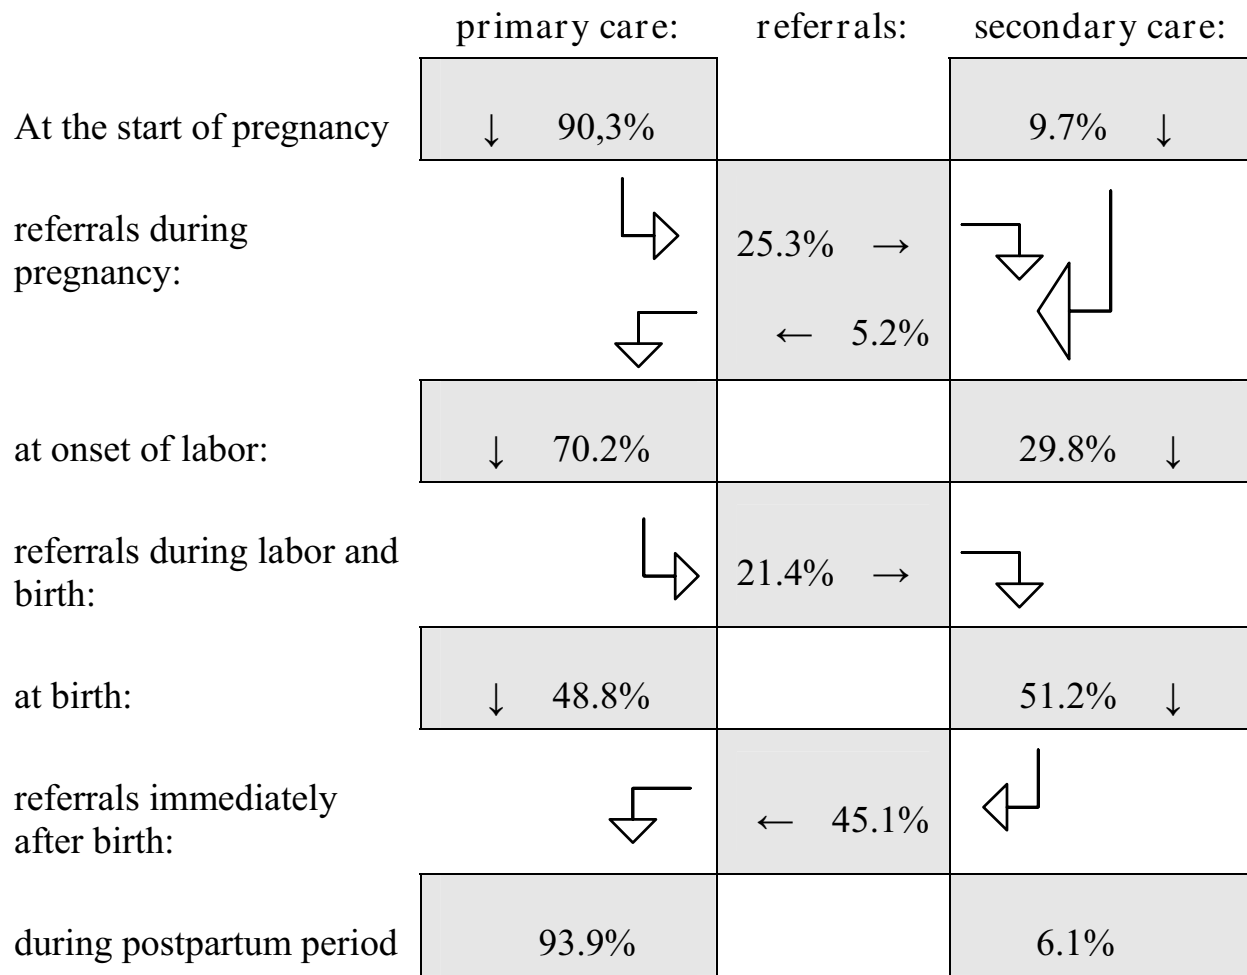 primary care: referrals: secondary care:
At the start of pregnancy ↓ 90,3% 9.7% ↓
referrals during
pregnancy:
25.3% →
← 5.2%
at onset of labor: ↓ 70.2% 29.8% ↓
referrals during labor and
birth:
21.4% →
at birth: ↓ 48.8% 51.2% ↓
referrals immediately
after birth:
← 45.1%
during postpartum period 93.9% 6.1%